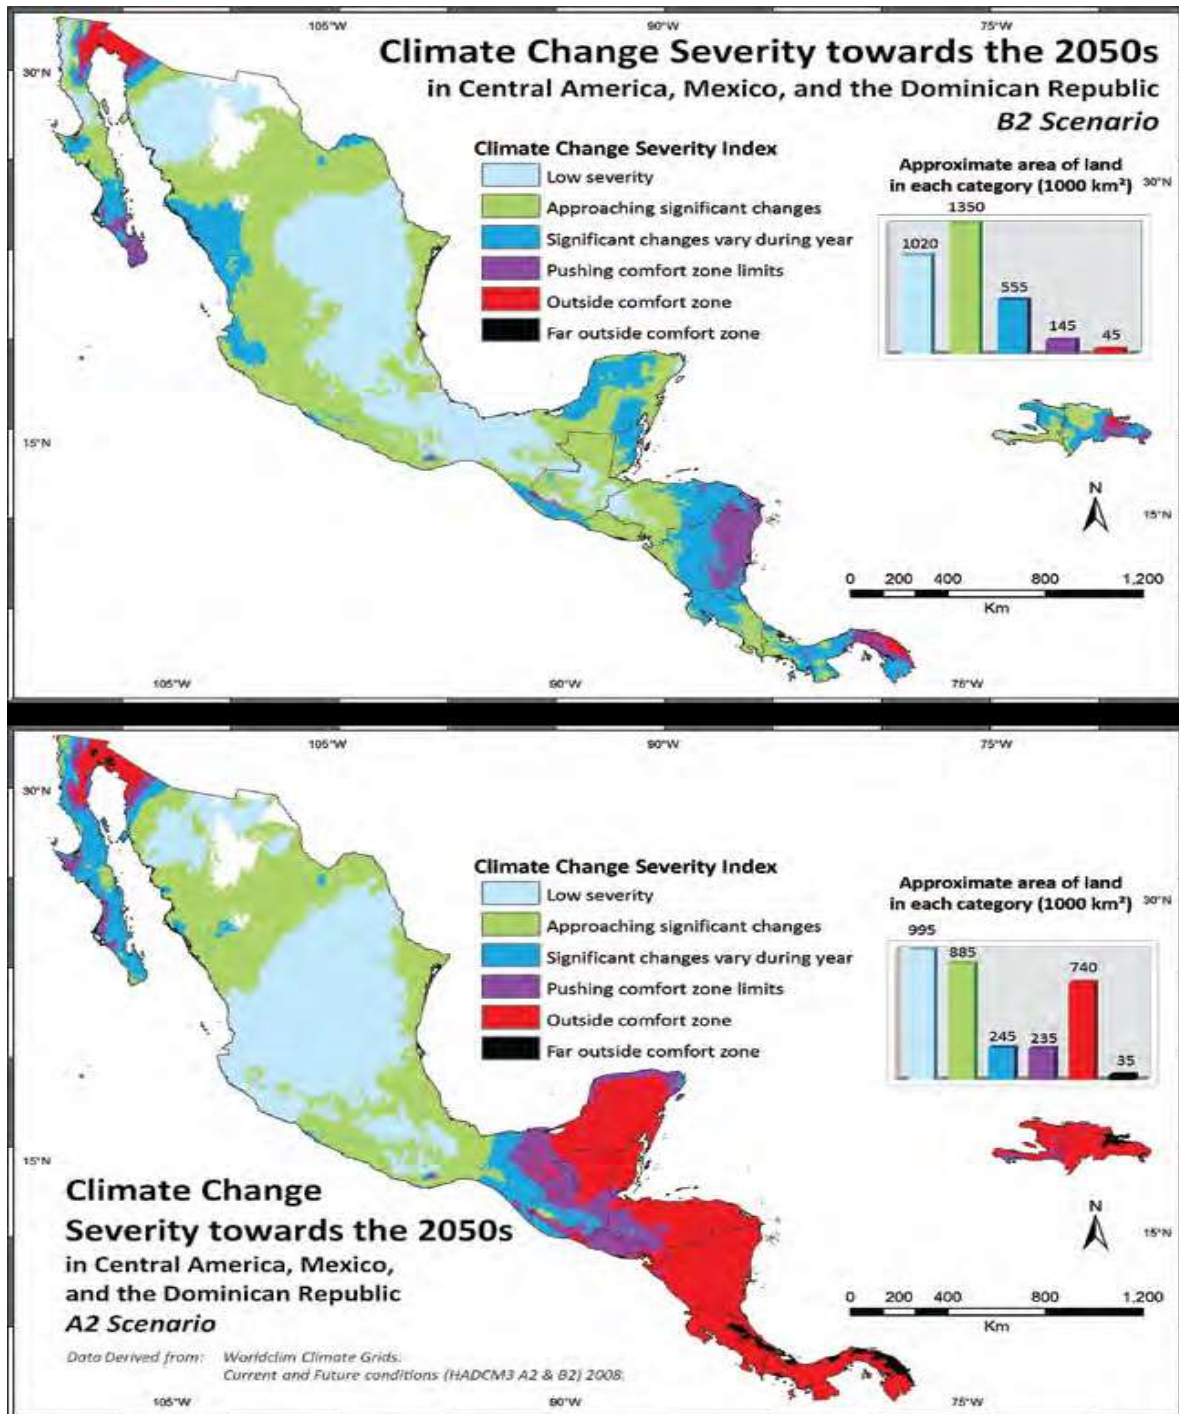 105°W
90°W
75°W
Climate Change Severity towards the 2050s
in Central America, Mexico, and the Dominican Republic
B2 Scenario
30°N
Climate Change Severity Index
Low severity
Approaching significant changes
Significant changes vary during year
Pushing comfort zone limits
Outside comfort zone
Far outside comfort zone
Approximate area of land
in each category (1000 km²)
30°N
1020
1350
555
145
45
15°N
N
15°N
0 200 400 800 1,200
Km
105°W
90°W
75°W
105°W
90°W
75°W
30°N
Climate Change Severity Index
Low severity
Approaching significant changes
Significant changes vary during year
Pushing comfort zone limits
Outside comfort zone
Far outside comfort zone
Approximate area of land
in each category (1000 km²)
30°N
995
885
245
235
740
35
15°N
N
15°N
Climate Change
Severity towards the 2050s
in Central America, Mexico,
and the Dominican Republic
A2 Scenario
0 200 400 800 1,200
Km
Data Derived from: Worldclim Climate Grids.
Current and Future conditions (HADCM3 A2 & B2) 2008.
105°W
90°W
75°W